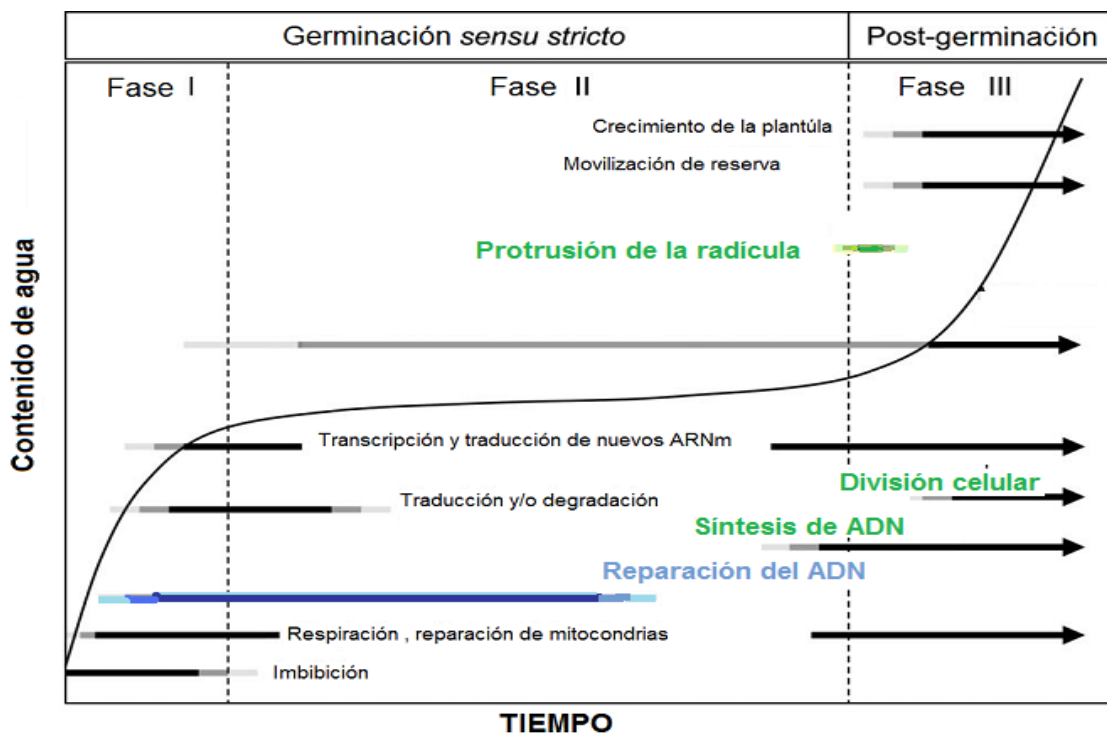 Germinación sensu stricto
Post-germinación
Fase I
Fase II
Fase III
Crecimiento de la plantúla
Movilización de reserva
Protrusión de la radícula
Contenido de agua
Transcripción y traducción de nuevos ARNm
División celular
Traducción y/o degradación
Síntesis de ADN
Reparación del ADN
Respiración , reparación de mitocondrias
Imbibición
TIEMPO